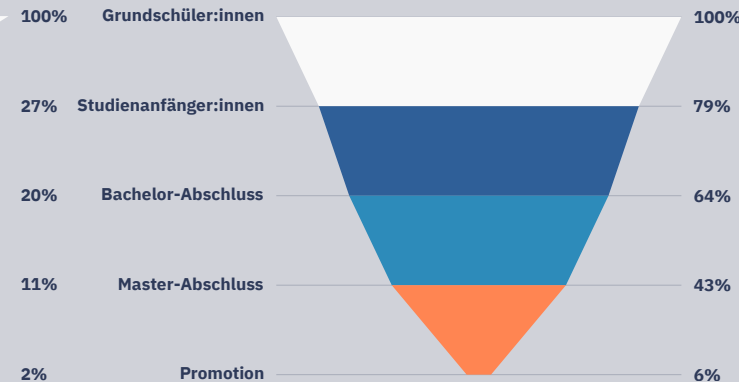 100% Grundschüler:innen 100%
27% Studienanfänger:innen 79%
20% Bachelor-Abschluss 64%
11% Master-Abschluss 43%
2% Promotion 6%